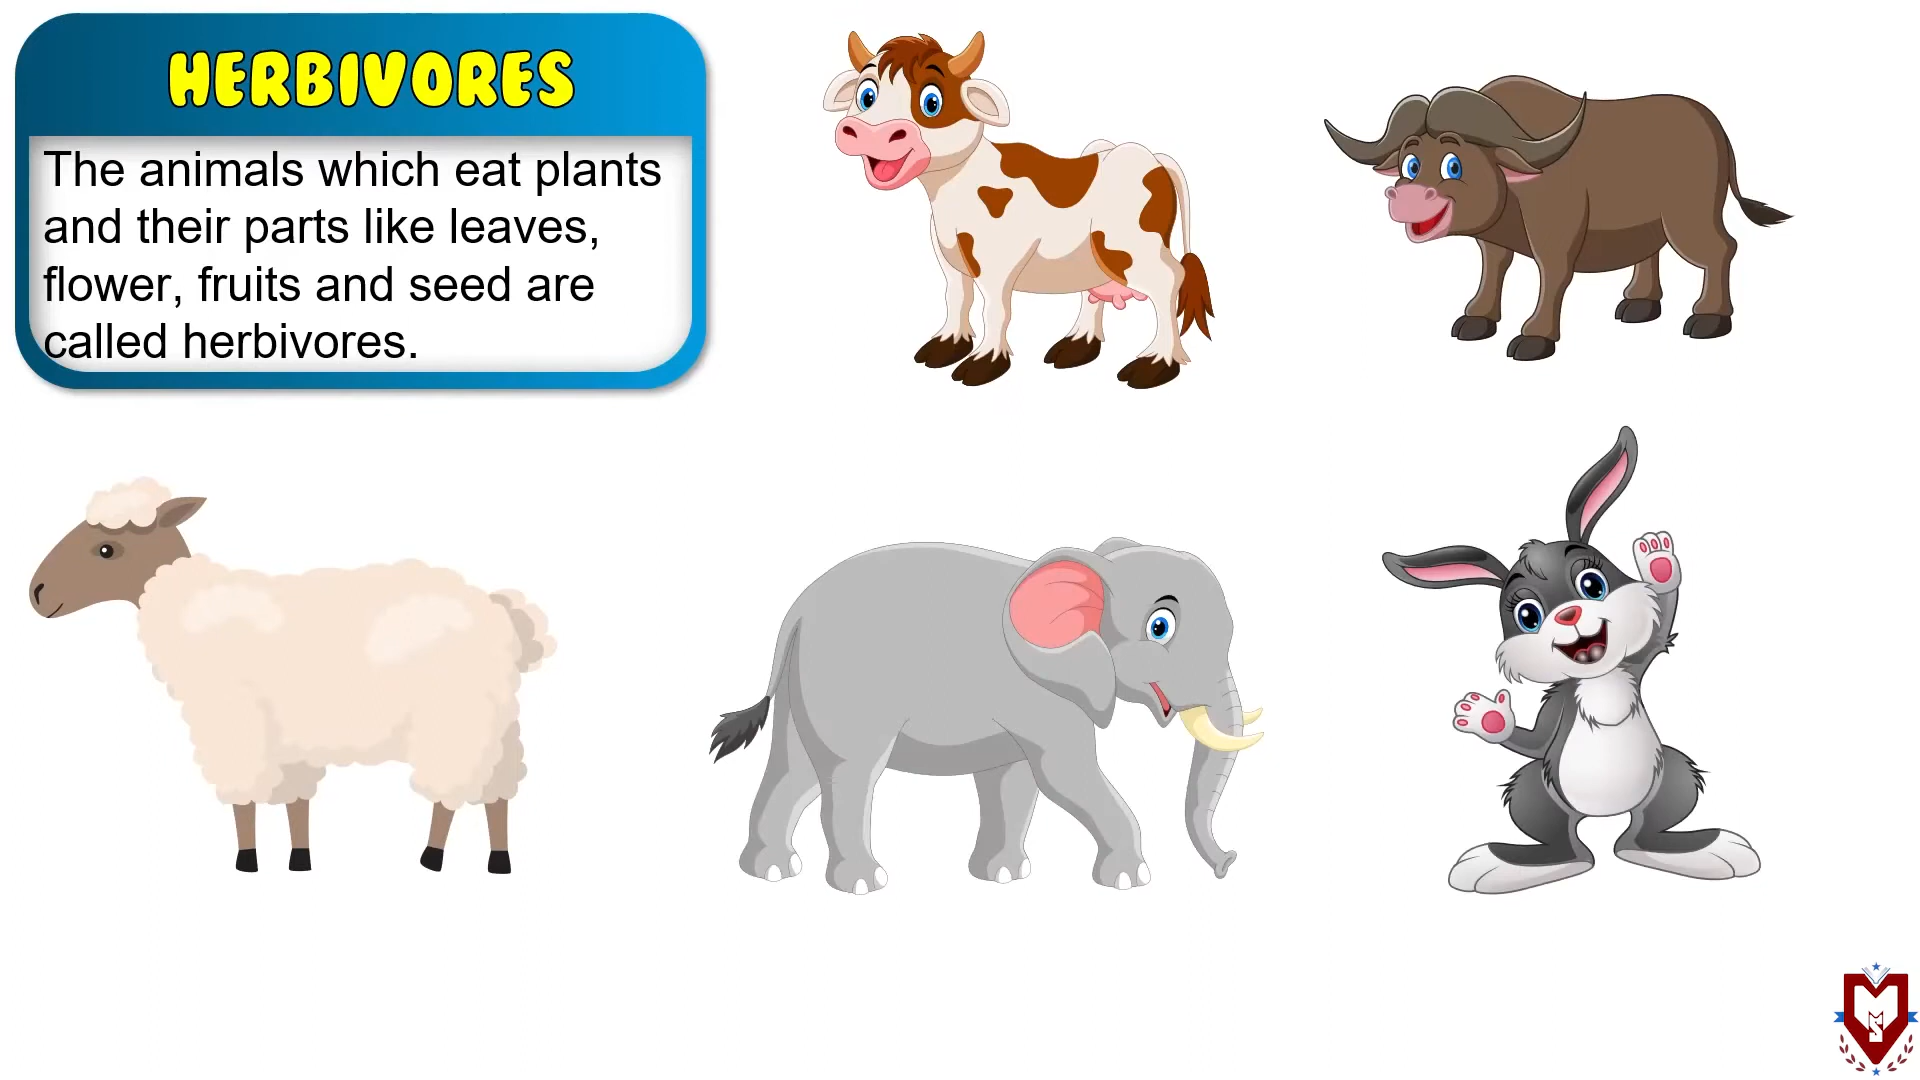 HERBIVORES
The animals which eat plants
and their parts like leaves,
flower, fruits and seed are
called herbivores.